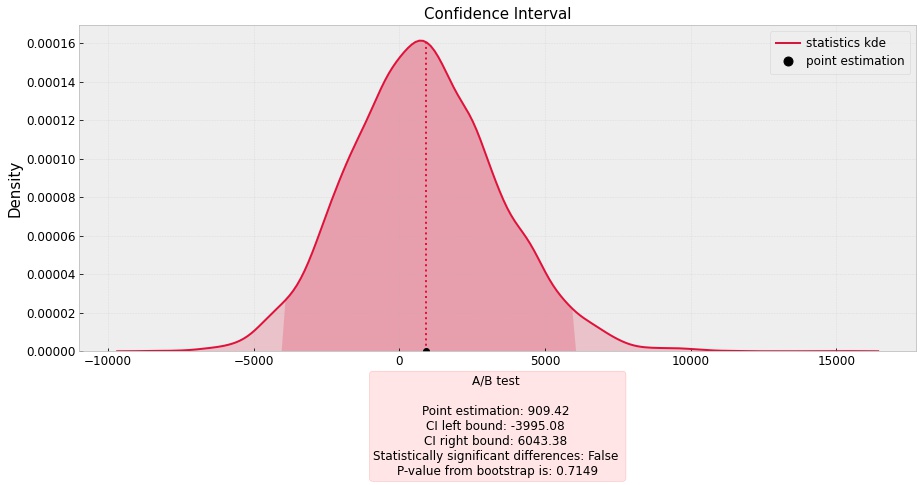 Confidence Interval
statistics kde
point estimation
Density
0.00016
0.00014
0.00012
0.00010
0.00008
0.00006
0.00004
0.00002
0.00000
−10000
−5000
0
5000
10000
15000
A/B test
Point estimation: 909.42
CI left bound: -3995.08
CI right bound: 6043.38
Statistically significant differences: False
P-value from bootstrap is: 0.7149